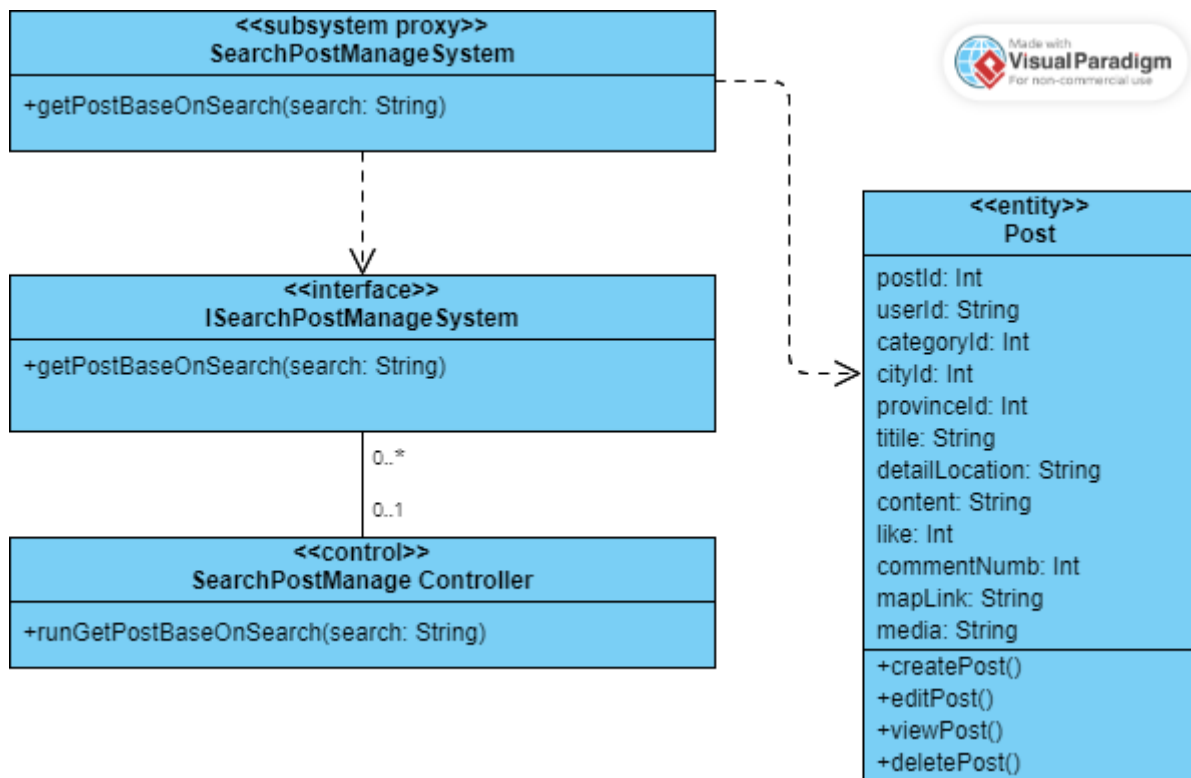 <<subsystem proxy>>
SearchPostManageSystem
+getPostBaseOnSearch(search: String)
Made with
Visual Paradigm
For non-commercial use
<<interface>>
ISearchPostManageSystem
+getPostBaseOnSearch(search: String)
0..*
0..1
<<control>>
SearchPostManage Controller
+runGetPostBaseOnSearch(search: String)
<<entity>>
Post
postId: Int
userId: String
categoryId: Int
cityId: Int
provinceId: Int
titile: String
detailLocation: String
content: String
like: Int
commentNumb: Int
mapLink: String
media: String
+createPost()
+editPost()
+viewPost()
+deletePost()